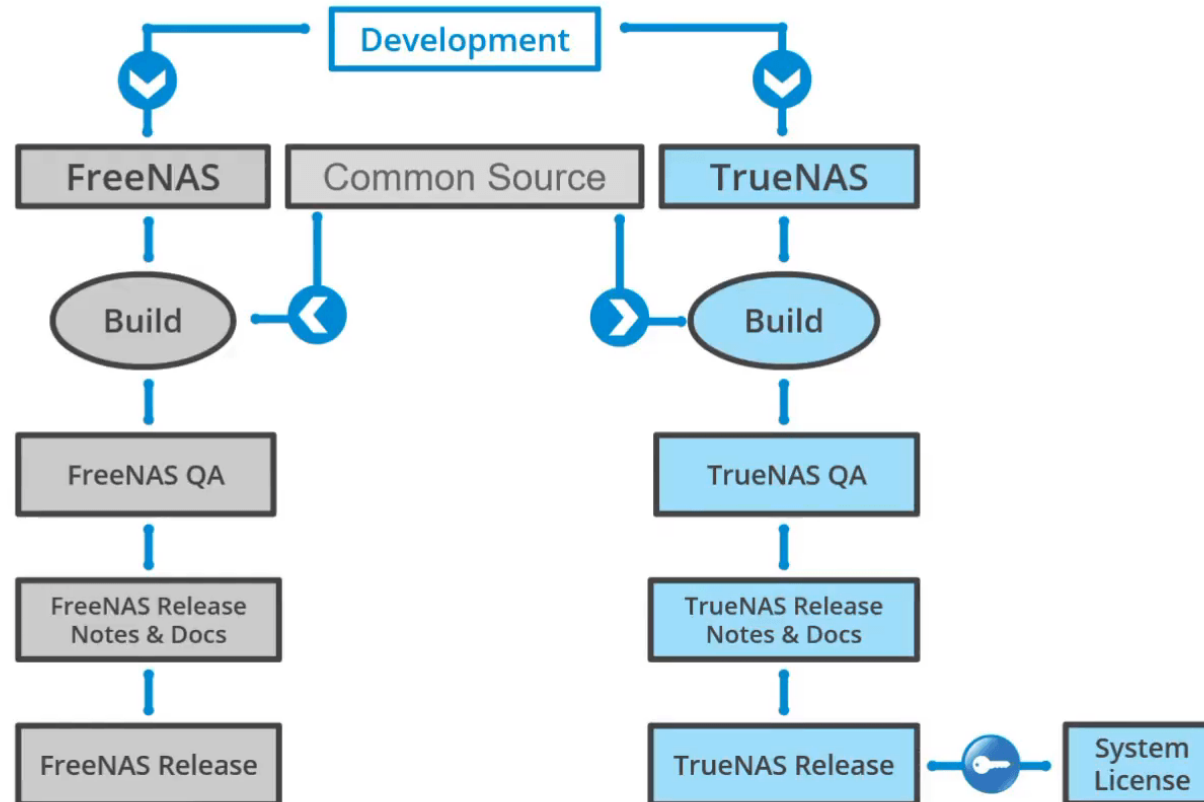 Development
FreeNAS
Common Source
TrueNAS
Build
Build
FreeNAS QA
TrueNAS QA
FreeNAS Release
Notes & Docs
TrueNAS Release
Notes & Docs
FreeNAS Release
TrueNAS Release
System
License